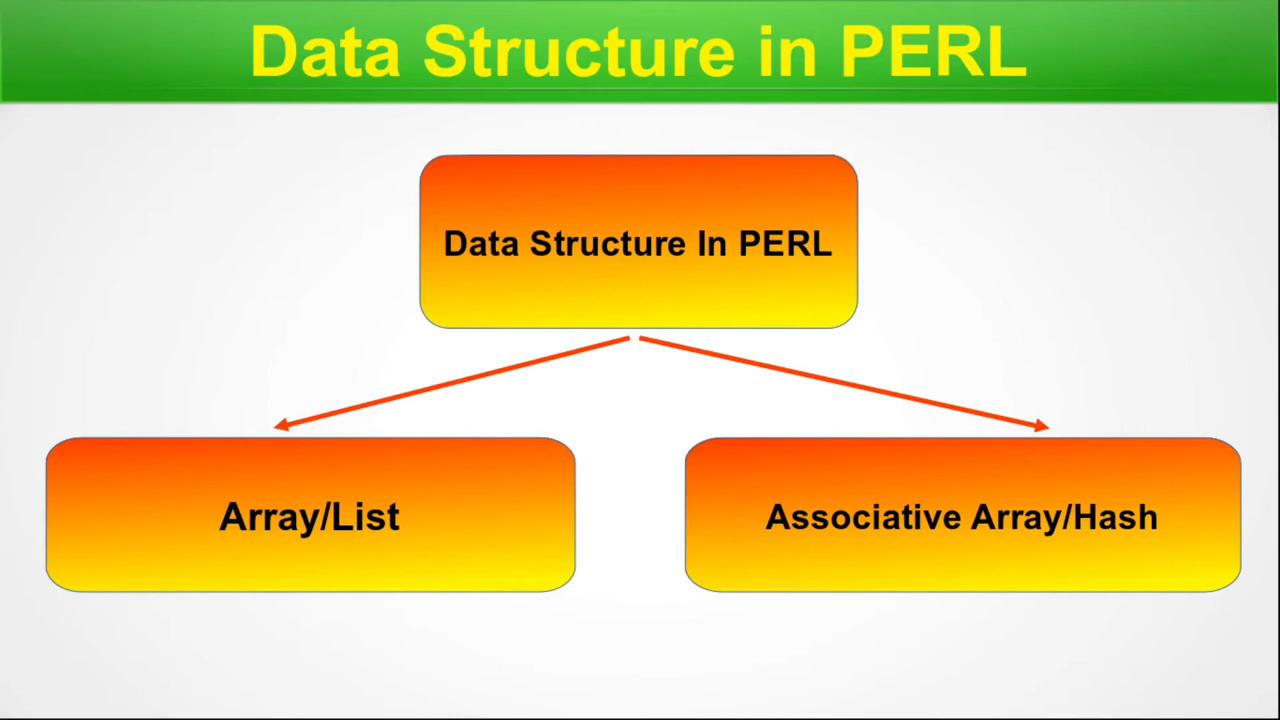 Data Structure in PERL
Data Structure In PERL
Array/List
Associative Array/Hash